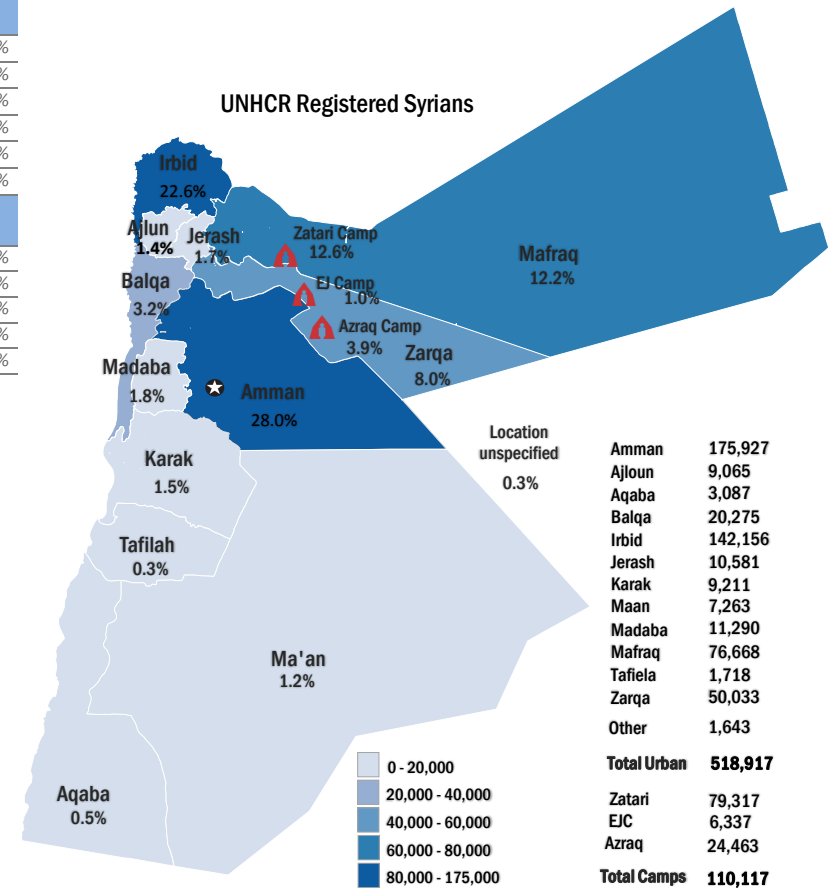 %
%
%
%
%
%
%
%
%
%
%
UNHCR Registered Syrians
Irbid
22.6%
Ajlun
1.4%
Jerash
1.7%
Zatari Camp
12.6%
Mafraq
12.2%
Balqa
3.2%
EJ Camp
1.0%
Azraq Camp
3.9%
Zarqa
8.0%
Madaba
1.8%
Amman
28.0%
Location
unspecified
0.3%
Karak
1.5%
Tafilah
0.3%
Ma'an
1.2%
Aqaba
0.5%
0 - 20,000
20,000 - 40,000
40,000 - 60,000
60,000 - 80,000
80,000 - 175,000
Amman 175,927
Ajloun 9,065
Aqaba 3,087
Balqa 20,275
Irbid 142,156
Jerash 10,581
Karak 9,211
Maan 7,263
Madaba 11,290
Mafraq 76,668
Tafiela 1,718
Zarqa 50,033
Other 1,643
Total Urban 518,917
Zatari 79,317
EJC 6,337
Azraq 24,463
Total Camps 110,117